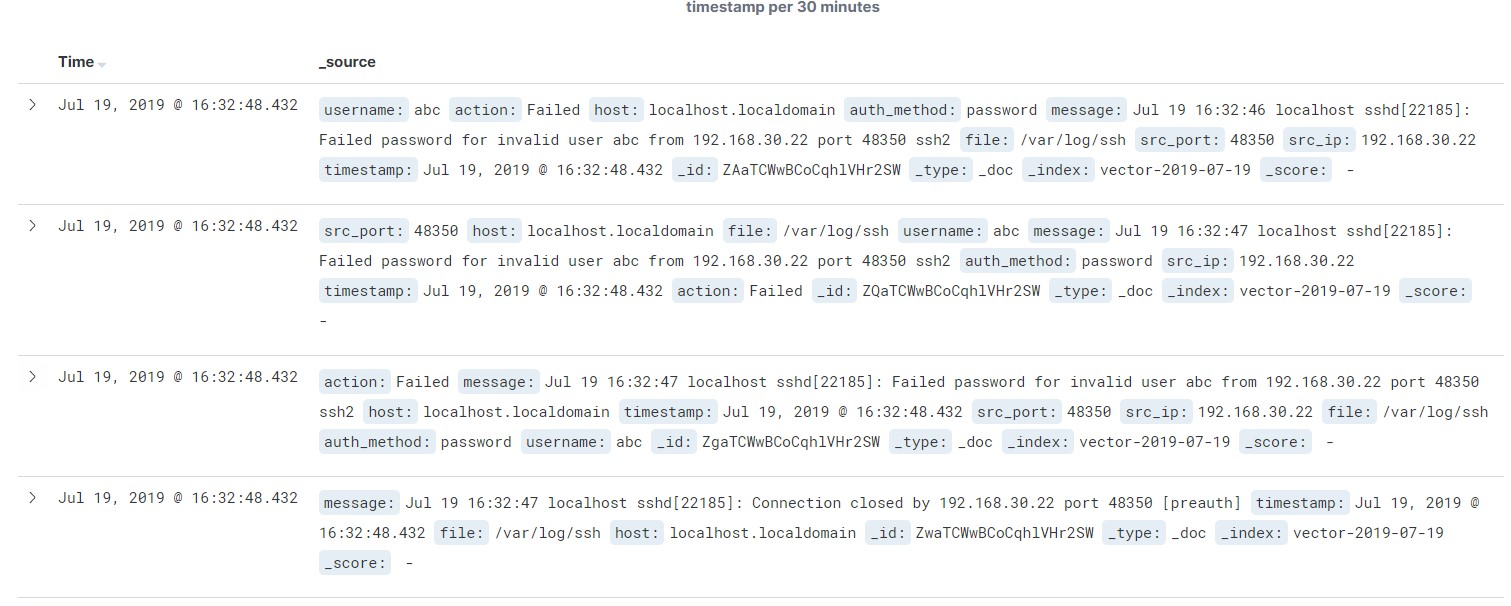 timestamp per 30 minutes
Time _source
Jul 19, 2019 @ 16:32:48.432 username: abc action: Failed host: localhost.localdomain auth_method: password message: Jul 19 16:32:46 localhost sshd[22185]:
Failed password for invalid user abc from 192.168.30.22 port 48350 ssh2 file: /var/log/ssh src_port: 48350 src_ip: 192.168.30.22
timestamp: Jul 19, 2019 @ 16:32:48.432 _id: ZAaTCWwBCoCqhlVHr2SW _type: _doc _index: vector-2019-07-19 _score: -
Jul 19, 2019 @ 16:32:48.432 src_port: 48350 host: localhost.localdomain file: /var/log/ssh username: abc message: Jul 19 16:32:47 localhost sshd[22185]:
Failed password for invalid user abc from 192.168.30.22 port 48350 ssh2 auth_method: password src_ip: 192.168.30.22
timestamp: Jul 19, 2019 @ 16:32:48.432 action: Failed _id: ZQaTCWwBCoCqhlVHr2SW _type: _doc _index: vector-2019-07-19 _score:
-
Jul 19, 2019 @ 16:32:48.432 action: Failed message: Jul 19 16:32:47 localhost sshd[22185]: Failed password for invalid user abc from 192.168.30.22 port 48350
ssh2 host: localhost.localdomain timestamp: Jul 19, 2019 @ 16:32:48.432 src_port: 48350 src_ip: 192.168.30.22 file: /var/log/ssh
auth_method: password username: abc _id: ZgaTCWwBCoCqhlVHr2SW _type: _doc _index: vector-2019-07-19 _score: -
Jul 19, 2019 @ 16:32:48.432 message: Jul 19 16:32:47 localhost sshd[22185]: Connection closed by 192.168.30.22 port 48350 [preauth] timestamp: Jul 19, 2019 @
16:32:48.432 file: /var/log/ssh host: localhost.localdomain _id: ZwaTCWwBCoCqhlVHr2SW _type: _doc _index: vector-2019-07-19
_score: -